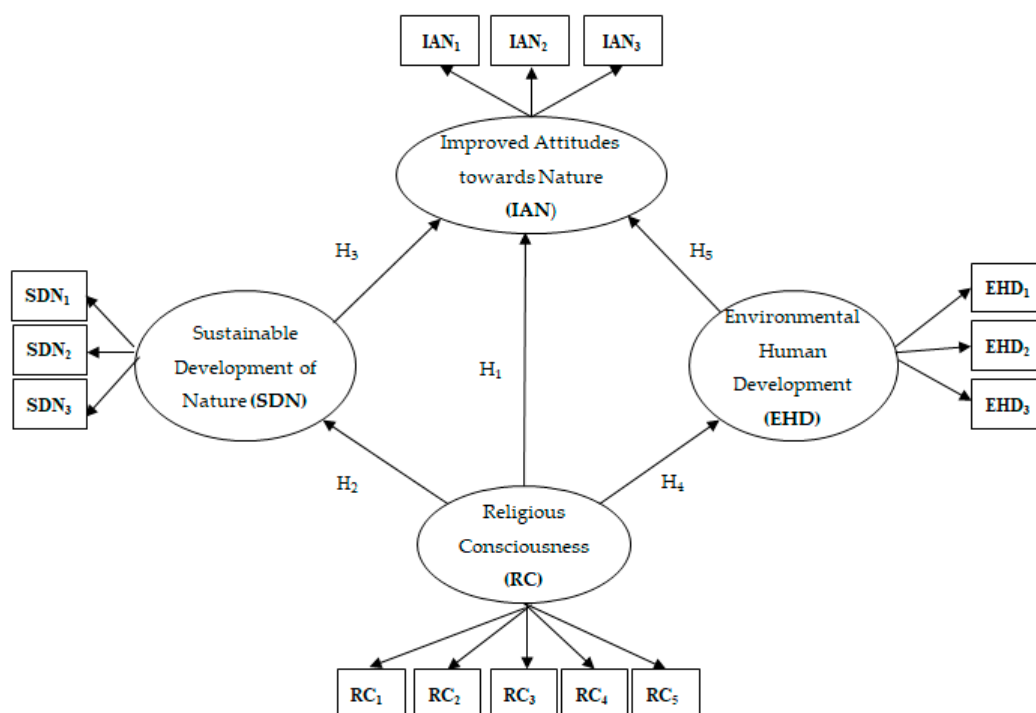 IAN₁ IAN₂ IAN₃
Improved Attitudes
towards Nature
(IAN)
H₃
H₅
SDN₁
SDN₂
SDN₃
Sustainable
Development of
Nature (SDN)
H₁
Environmental
Human
Development
(EHD)
EHD₁
EHD₂
EHD₃
H₂
H₄
Religious
Consciousness
(RC)
RC₁ RC₂ RC₃ RC₄ RC₅